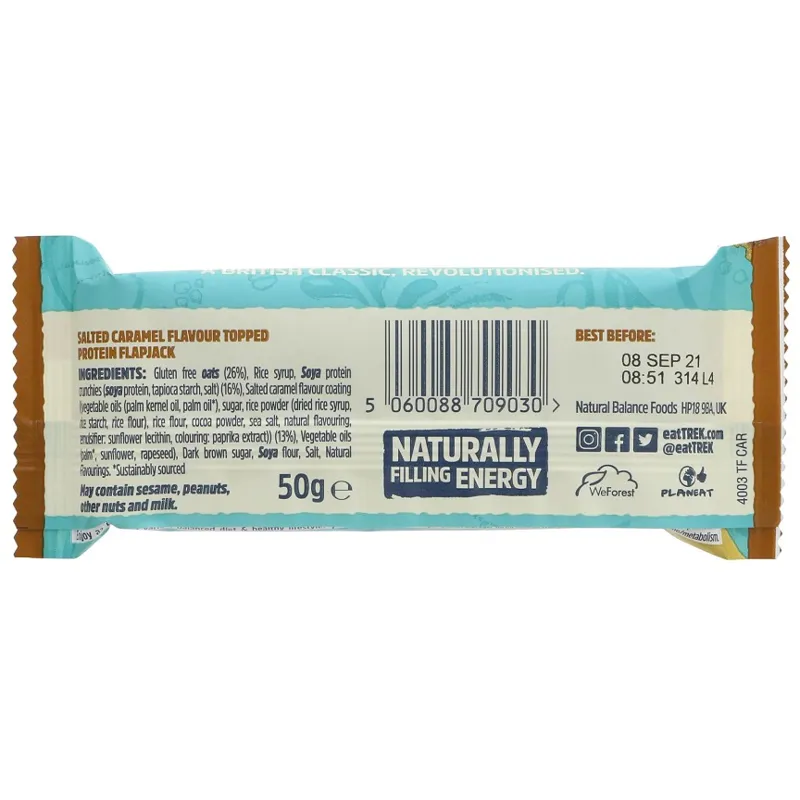 A BRITISH CLASSIC, REVOLUTIONISED.
SALTED CARAMEL FLAVOUR TOPPED
PROTEIN FLAPJACK
INGREDIENTS: Gluten free oats (26%), Rice syrup, Soya protein
crunchies (soya protein, tapioca starch, salt) (16%), Salted caramel flavour coating
vegetable oils (palm kernel oil, palm oil*), sugar, rice powder (dried rice syrup,
starch, rice flour), rice flour, cocoa powder, sea salt, natural flavouring,
emulsifier: sunflower lecithin, colouring: paprika extract)) (13%), Vegetable oils
(palm*, sunflower, rapeseed), Dark brown sugar, Soya flour, Salt, Natural
Flavourings. *Sustainably sourced
May contain sesame, peanuts,
other nuts and milk.
50g e
5 060088 709030 >
NATURALLY
FILLING ENERGY
BEST BEFORE:
08 SEP 21
08:51 314 L4
Natural Balance Foods HP18 9BA, UK
eatTREK.com
@eatTREK
WeForest
PLANEAT
4003 TF CAR
Enjoy
balanced diet & healthy
metabolism.